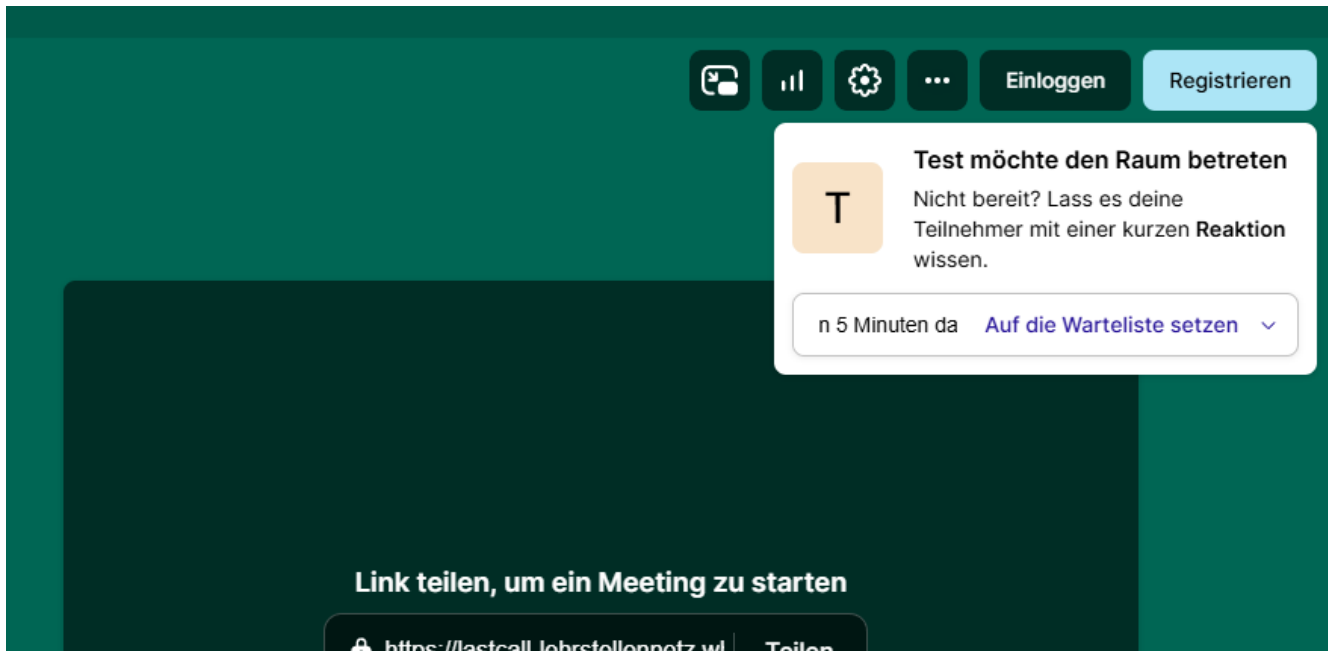 Einloggen
Registrieren
Test möchte den Raum betreten
T
Nicht bereit? Lass es deine
Teilnehmer mit einer kurzen Reaktion
wissen.
n 5 Minuten da
Auf die Warteliste setzen
Link teilen, um ein Meeting zu starten
Teilen